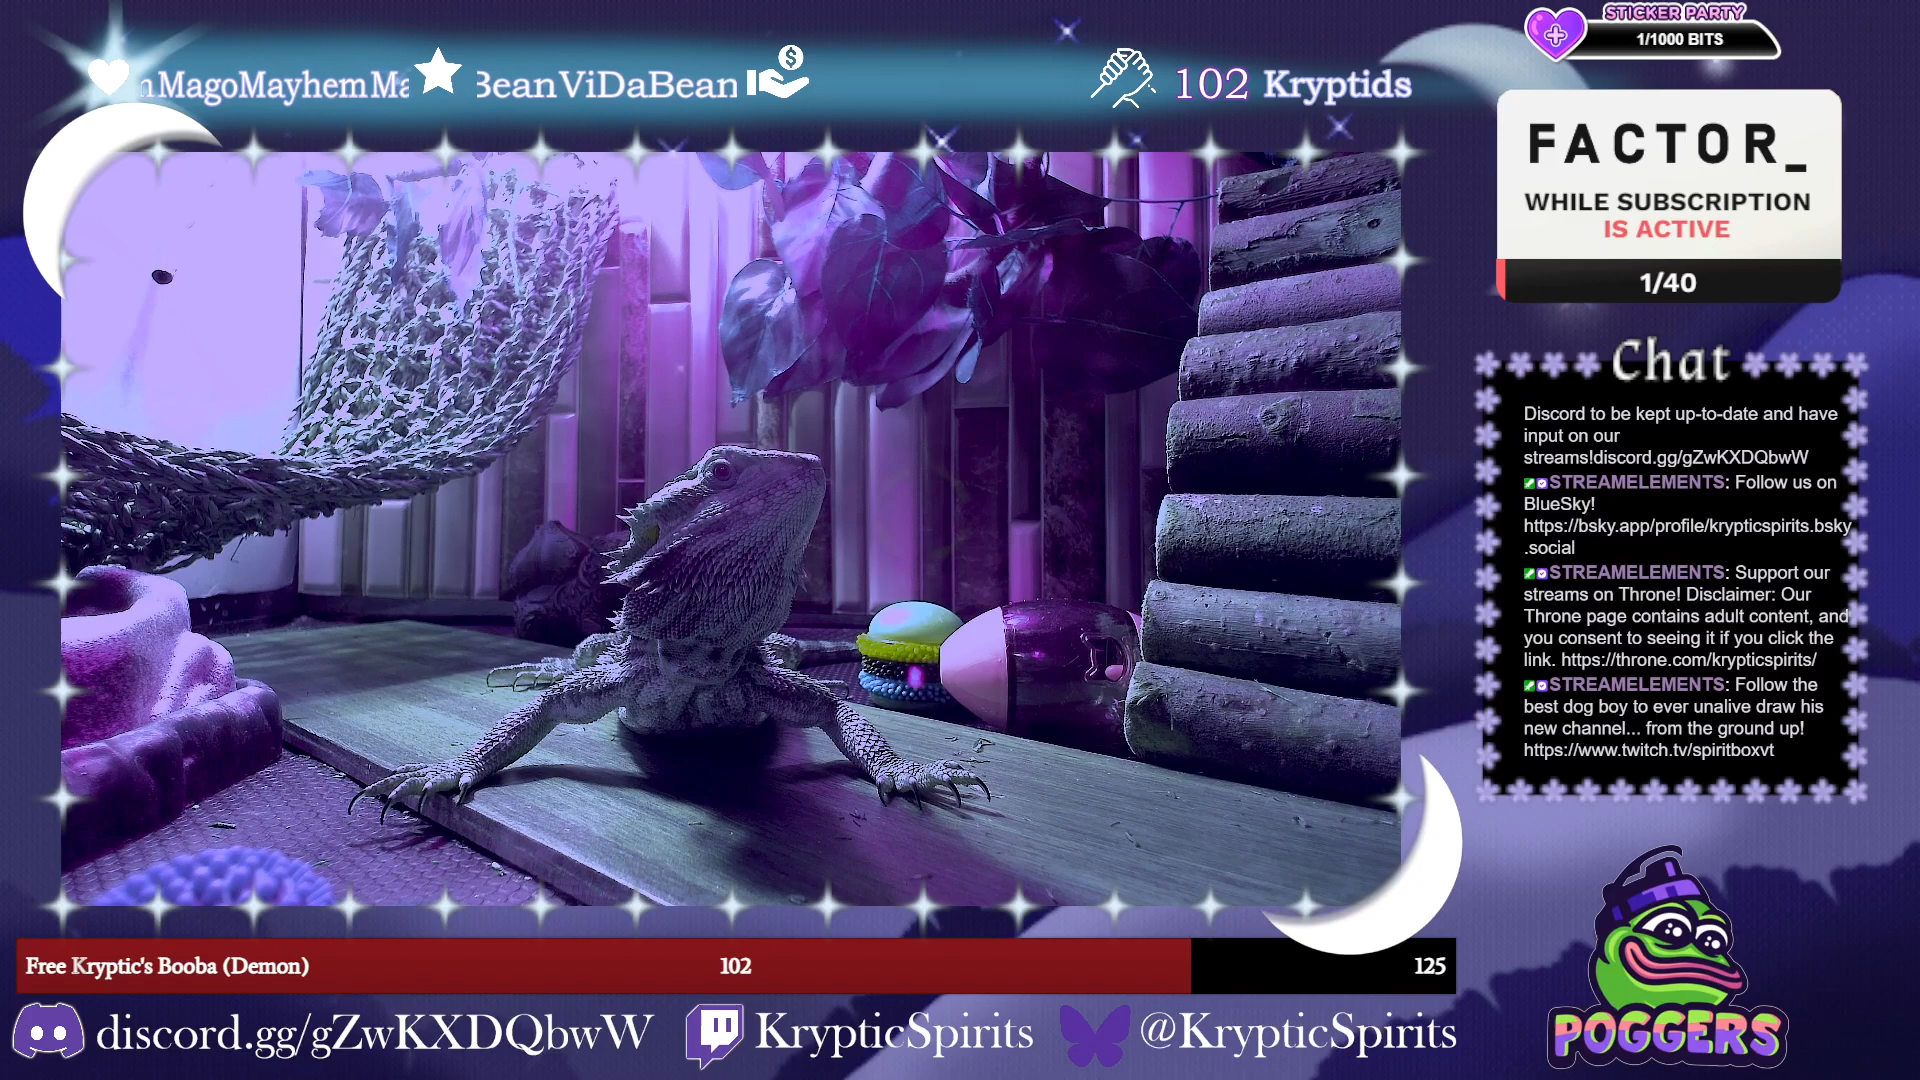 STICKER PARTY
1/1000 BITS
MagoMayhem
BeanViDaBean
102 Kryptids
FACTOR_
WHILE SUBSCRIPTION
IS ACTIVE
1/40
Chat
Discord to be kept up-to-date and have
input on our
streams!discord.gg/gZwKXDQbwW
STREAMELEMENTS: Follow us on
BlueSky!
https://bsky.app/profile/krypticspirits.bsky
.social
STREAMELEMENTS: Support our
streams on Throne! Disclaimer: Our
Throne page contains adult content, and
you consent to seeing it if you click the
link. https://throne.com/krypticspirits/
STREAMELEMENTS: Follow the
best dog boy to ever unalive draw his
new channel... from the ground up!
https://www.twitch.tv/spiritboxvt
Free Kryptic's Booba (Demon) 102 125
discord.gg/gZwKXDQbwW KrypticSpirits @KrypticSpirits
POGGERS